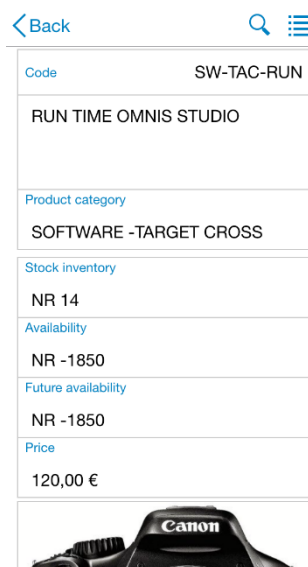 Back
Code SW-TAC-RUN
RUN TIME OMNIS STUDIO
Product category
SOFTWARE -TARGET CROSS
Stock inventory
NR 14
Availability
NR -1850
Future availability
NR -1850
Price
120,00 €
Canon